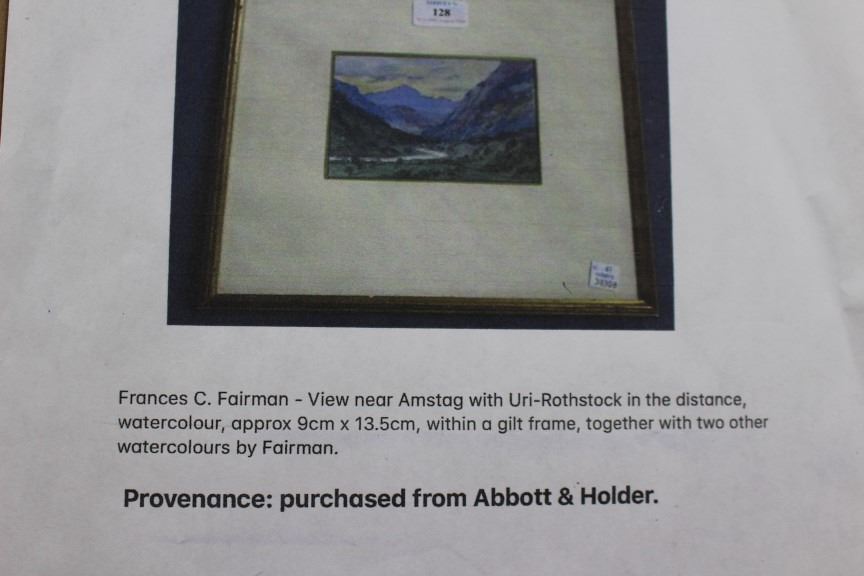 128
Frances C. Fairman - View near Amstag with Uri-Rothstock in the distance,
watercolour, approx 9cm x 13.5cm, within a gilt frame, together with two other
watercolours by Fairman.
Provenance: purchased from Abbott & Holder.